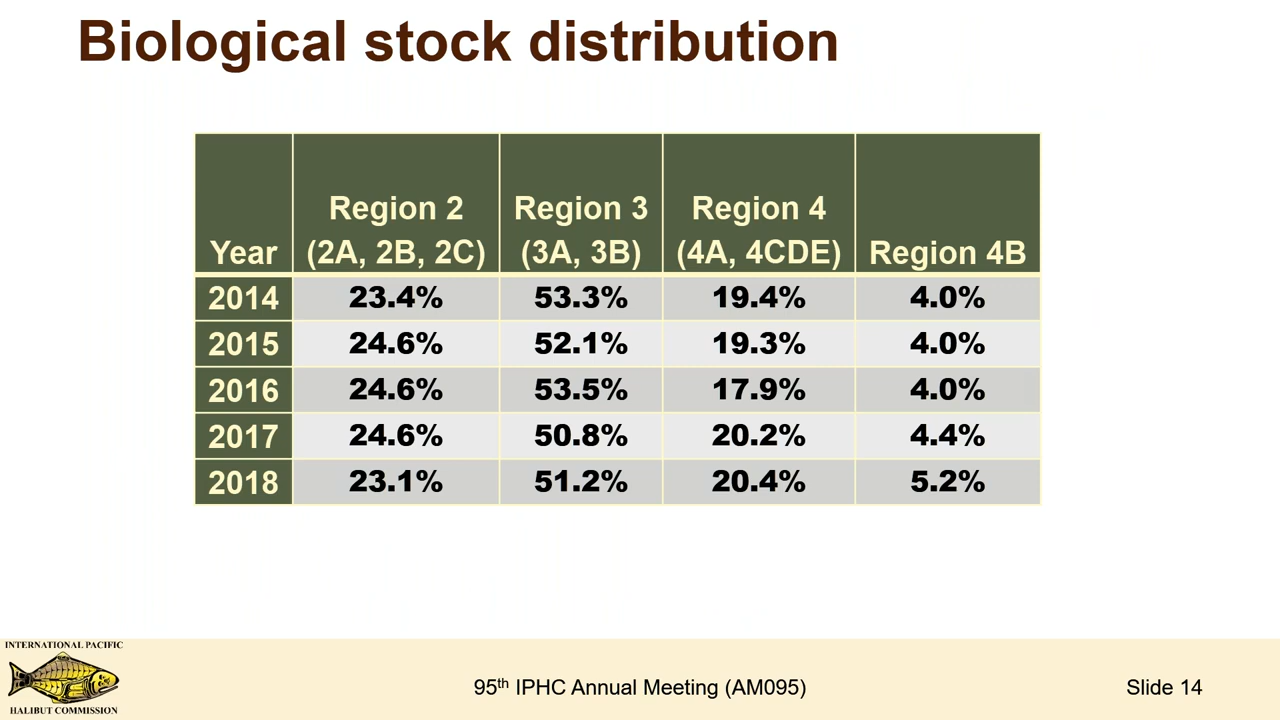 Biological stock distribution
Year Region 2 (2A, 2B, 2C) Region 3 (3A, 3B) Region 4 (4A, 4CDE) Region 4B
2014 23.4% 53.3% 19.4% 4.0%
2015 24.6% 52.1% 19.3% 4.0%
2016 24.6% 53.5% 17.9% 4.0%
2017 24.6% 50.8% 20.2% 4.4%
2018 23.1% 51.2% 20.4% 5.2%
INTERNATIONAL PACIFIC
HALIBUT COMMISSION
95th IPHC Annual Meeting (AM095)
Slide 14